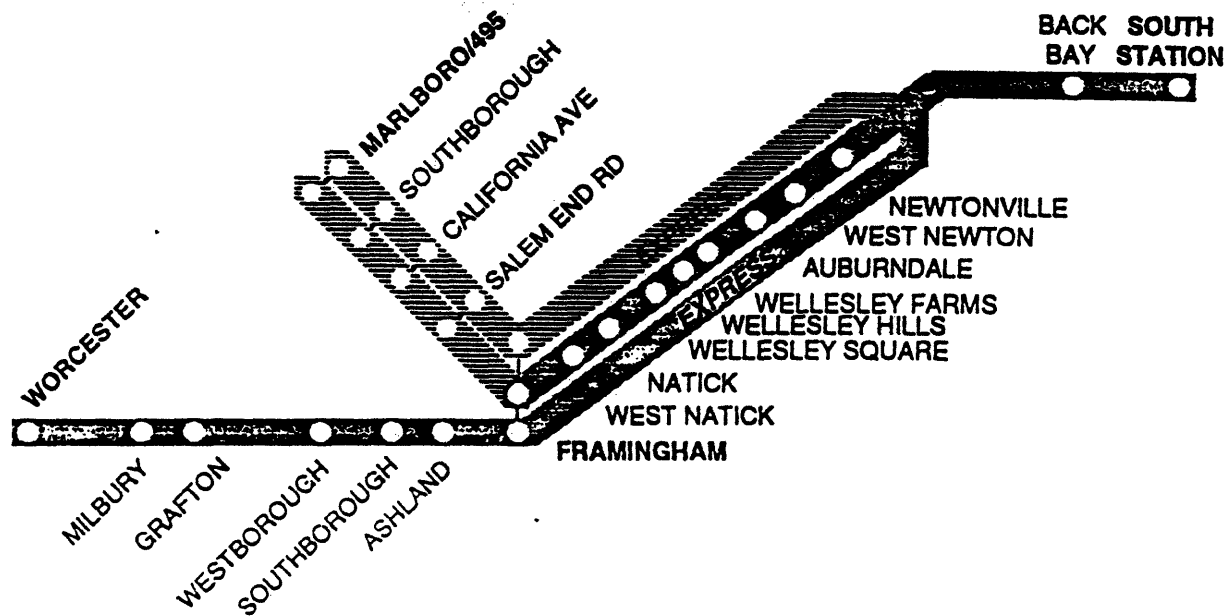 BACK SOUTH
BAY STATION
MARLBORO/495
SOUTHBOROUGH
CALIFORNIA AVE
SALEM END RD
NEWTONVILLE
WEST NEWTON
AUBURNDALE
WELLESLEY FARMS
WELLESLEY HILLS
WELLESLEY SQUARE
NATICK
WEST NATICK
FRAMINGHAM
EXPRESS
WORCESTER
MILBURY
GRAFTON
WESTBOROUGH
SOUTHBOROUGH
ASHLAND